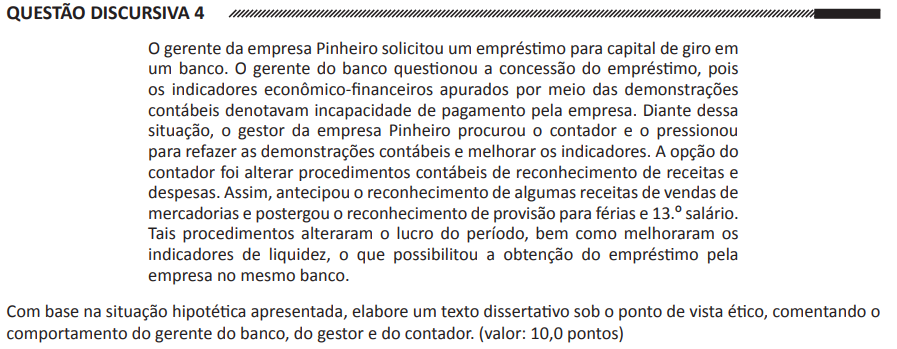 QUESTÃO DISCURSIVA 4
O gerente da empresa Pinheiro solicitou um empréstimo para capital de giro em
um banco. O gerente do banco questionou a concessão do empréstimo, pois
os indicadores econômico-financeiros apurados por meio das demonstrações
contábeis denotavam incapacidade de pagamento pela empresa. Diante dessa
situação, o gestor da empresa Pinheiro procurou o contador e o pressionou
para refazer as demonstrações contábeis e melhorar os indicadores. A opção do
contador foi alterar procedimentos contábeis de reconhecimento de receitas e
despesas. Assim, antecipou o reconhecimento de algumas receitas de vendas de
mercadorias e postergou o reconhecimento de provisão para férias e 13.º salário.
Tais procedimentos alteraram o lucro do período, bem como melhoraram os
indicadores de liquidez, o que possibilitou a obtenção do empréstimo pela
empresa no mesmo banco.
Com base na situação hipotética apresentada, elabore um texto dissertativo sob o ponto de vista ético, comentando o
comportamento do gerente do banco, do gestor e do contador. (valor: 10,0 pontos)